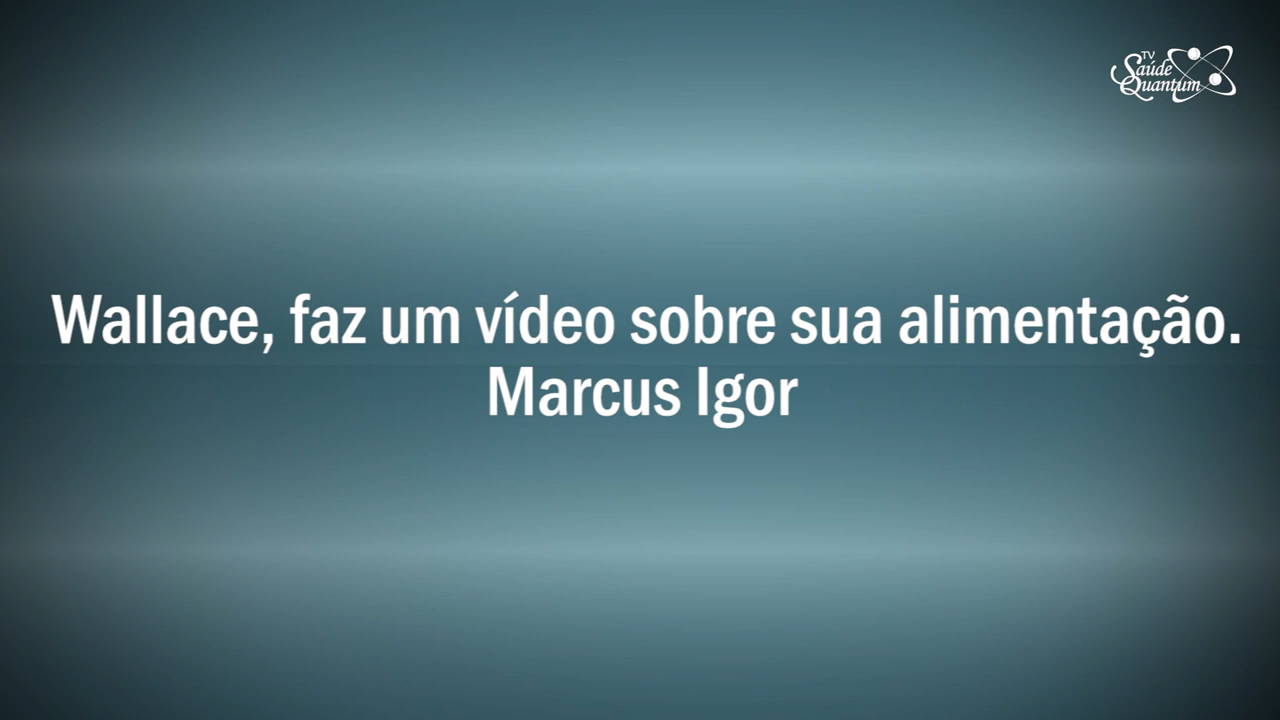 TV
Saúde
Quantum
Wallace, faz um vídeo sobre sua alimentação.
Marcus Igor